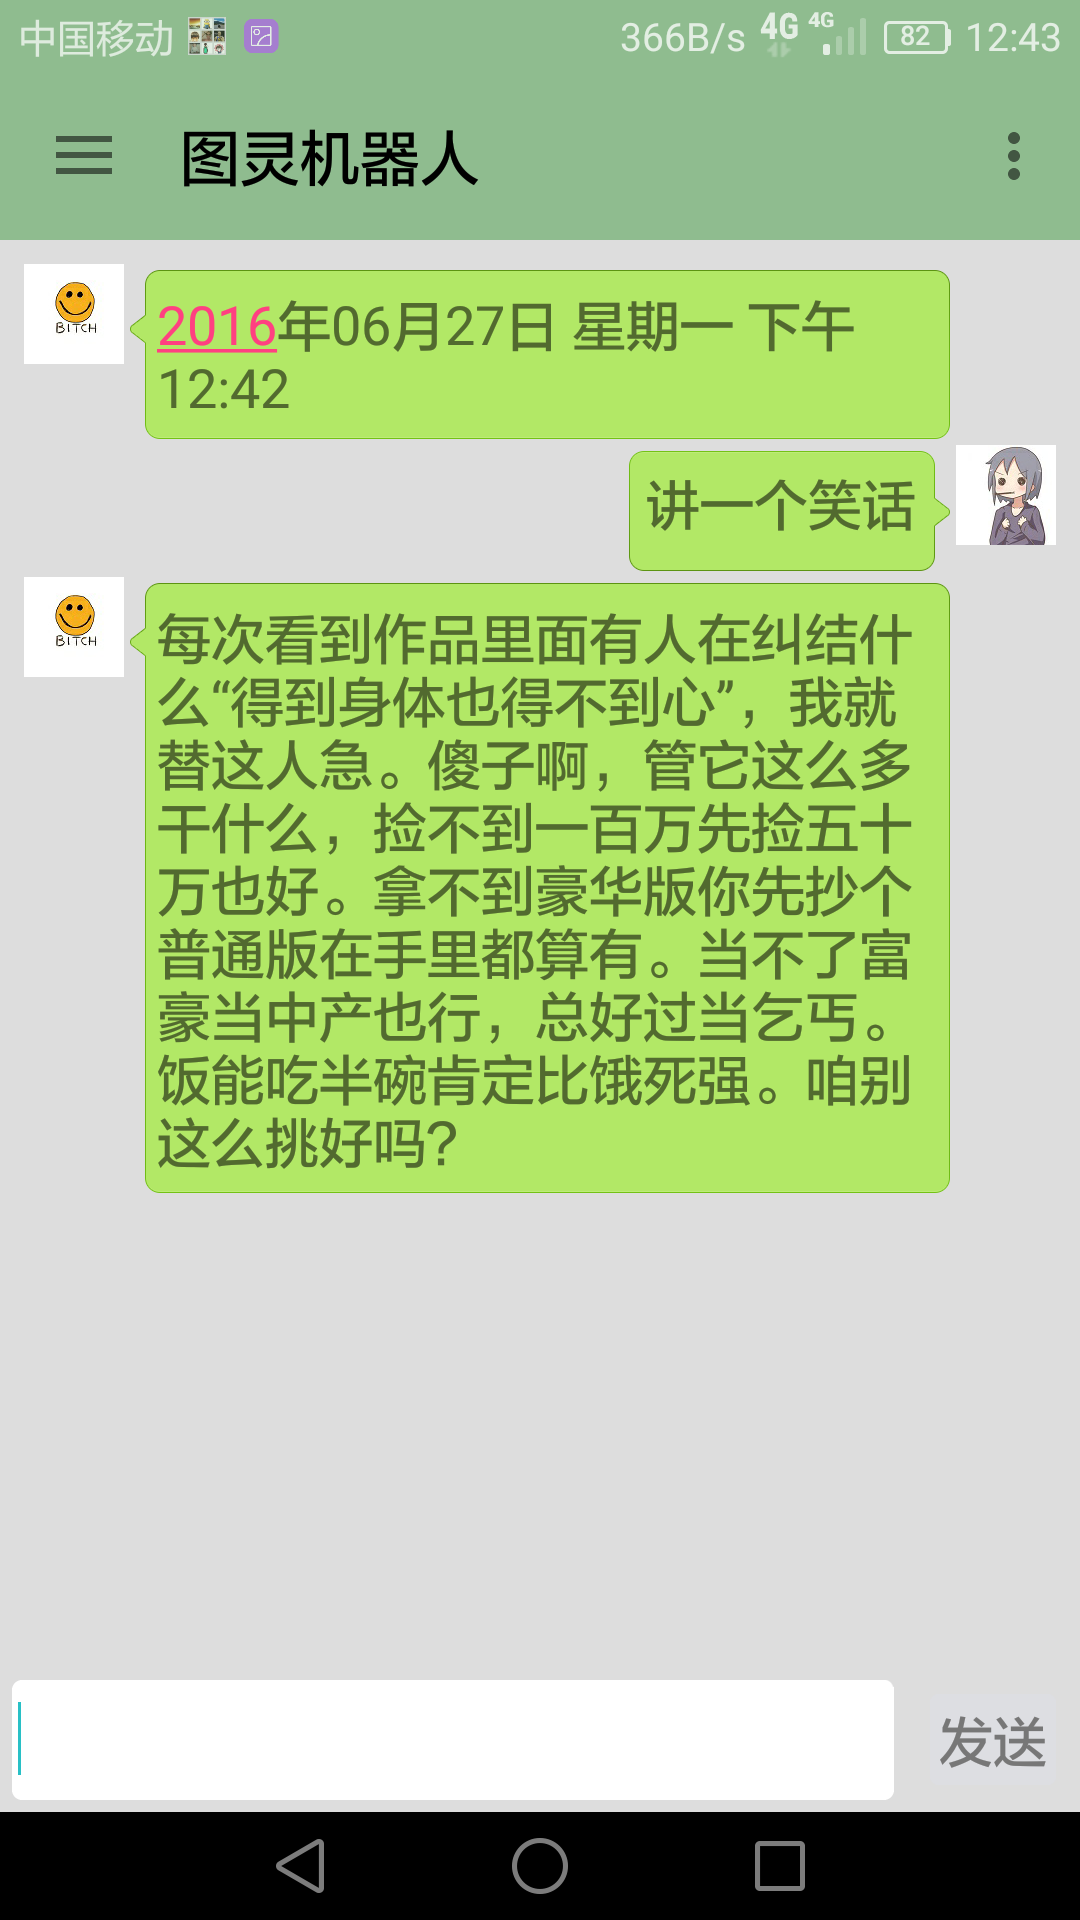 中国移动 366B/s 4G 4G 82 12:43
图灵机器人
BITCH
2016年06月27日 星期一 下午
12:42
讲一个笑话
BITCH
每次看到作品里面有人在纠结什
么“得到身体也得不到心”，我就
替这人急。傻子啊，管它这么多
干什么，捡不到一百万先捡五十
万也好。拿不到豪华版你先抄个
普通版在手里都算有。当不了富
豪当中产也行，总好过当乞丐。
饭能吃半碗肯定比饿死强。咱别
这么挑好吗?
发送